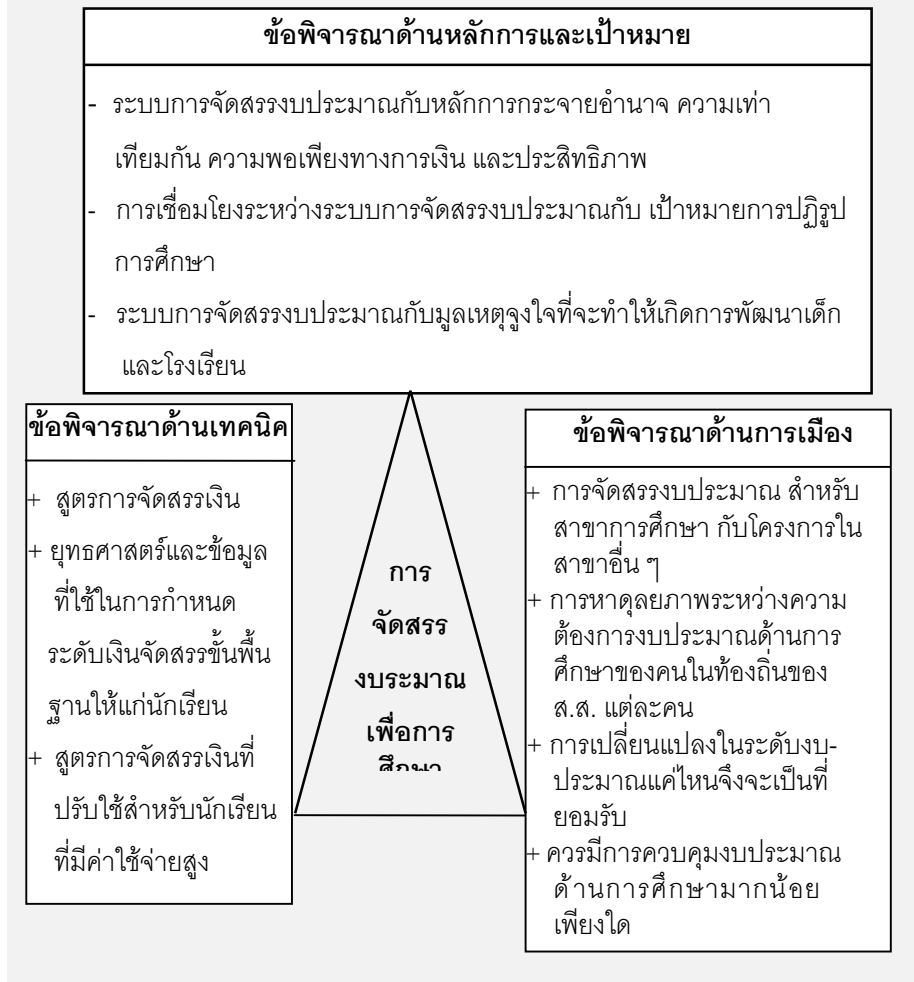 ข้อพิจารณาด้านหลักการและเป้าหมาย
- ระบบการจัดสรรงบประมาณกับหลักการกระจายอำนาจ ความเท่า
เทียมกัน ความพอเพียงทางการเงิน และประสิทธิภาพ
- การเชื่อมโยงระหว่างระบบการจัดสรรงบประมาณกับ เป้าหมายการปฏิรูป
การศึกษา
- ระบบการจัดสรรงบประมาณกับมูลเหตุจูงใจที่จะทำให้เกิดการพัฒนาเด็ก
และโรงเรียน
ข้อพิจารณาด้านเทคนิค
+ สูตรการจัดสรรเงิน
+ ยุทธศาสตร์และข้อมูล
ที่ใช้ในการกำหนด
ระดับเงินจัดสรรขั้นพื้น
ฐานให้แก่นักเรียน
+ สูตรการจัดสรรเงินที่
ปรับใช้สำหรับนักเรียน
ที่มีค่าใช้จ่ายสูง
การ
จัดสรร
งบระมาณ
เพื่อการ
ศึกษา
ข้อพิจารณาด้านการเมือง
+ การจัดสรรงบประมาณ สำหรับ
สาขาการศึกษา กับโครงการใน
สาขาอื่น ๆ
+ การหาดุลยภาพระหว่างความ
ต้องการงบประมาณด้านการ
ศึกษาของคนในท้องถิ่นของ
ส.ส. แต่ละคน
+ การเปลี่ยนแปลงในระดับงบ-
ประมาณแค่ไหนจึงจะเป็นที่
ยอมรับ
+ ควรมีการควบคุมงบประมาณ
ด้านการศึกษามากน้อย
เพียงใด